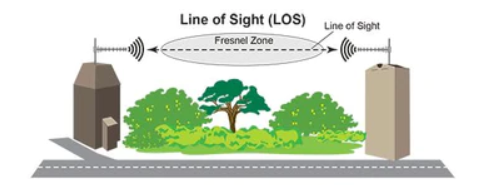 Line of Sight (LOS)
Line of Sight
Fresnel Zone